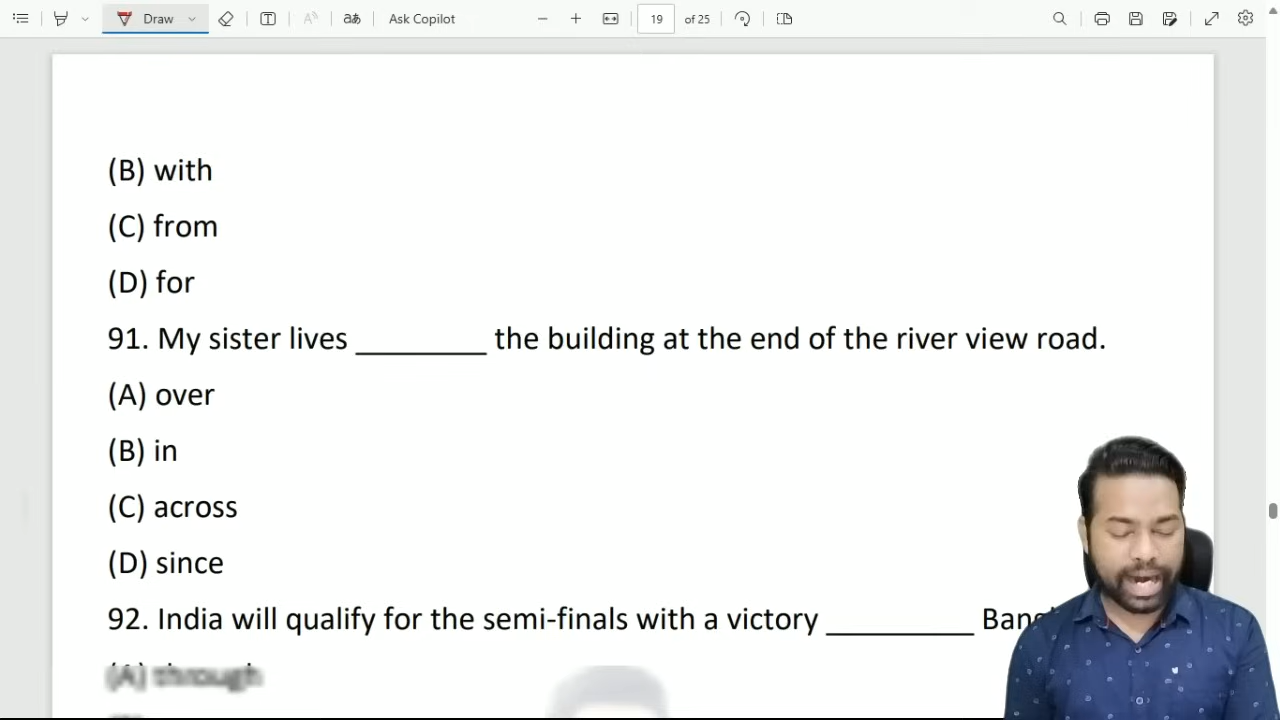 Draw
Ask Copilot
19 of 25
(B) with
(C) from
(D) for
91. My sister lives ________ the building at the end of the river view road.
(A) over
(B) in
(C) across
(D) since
92. India will qualify for the semi-finals with a victory _________
(A) through